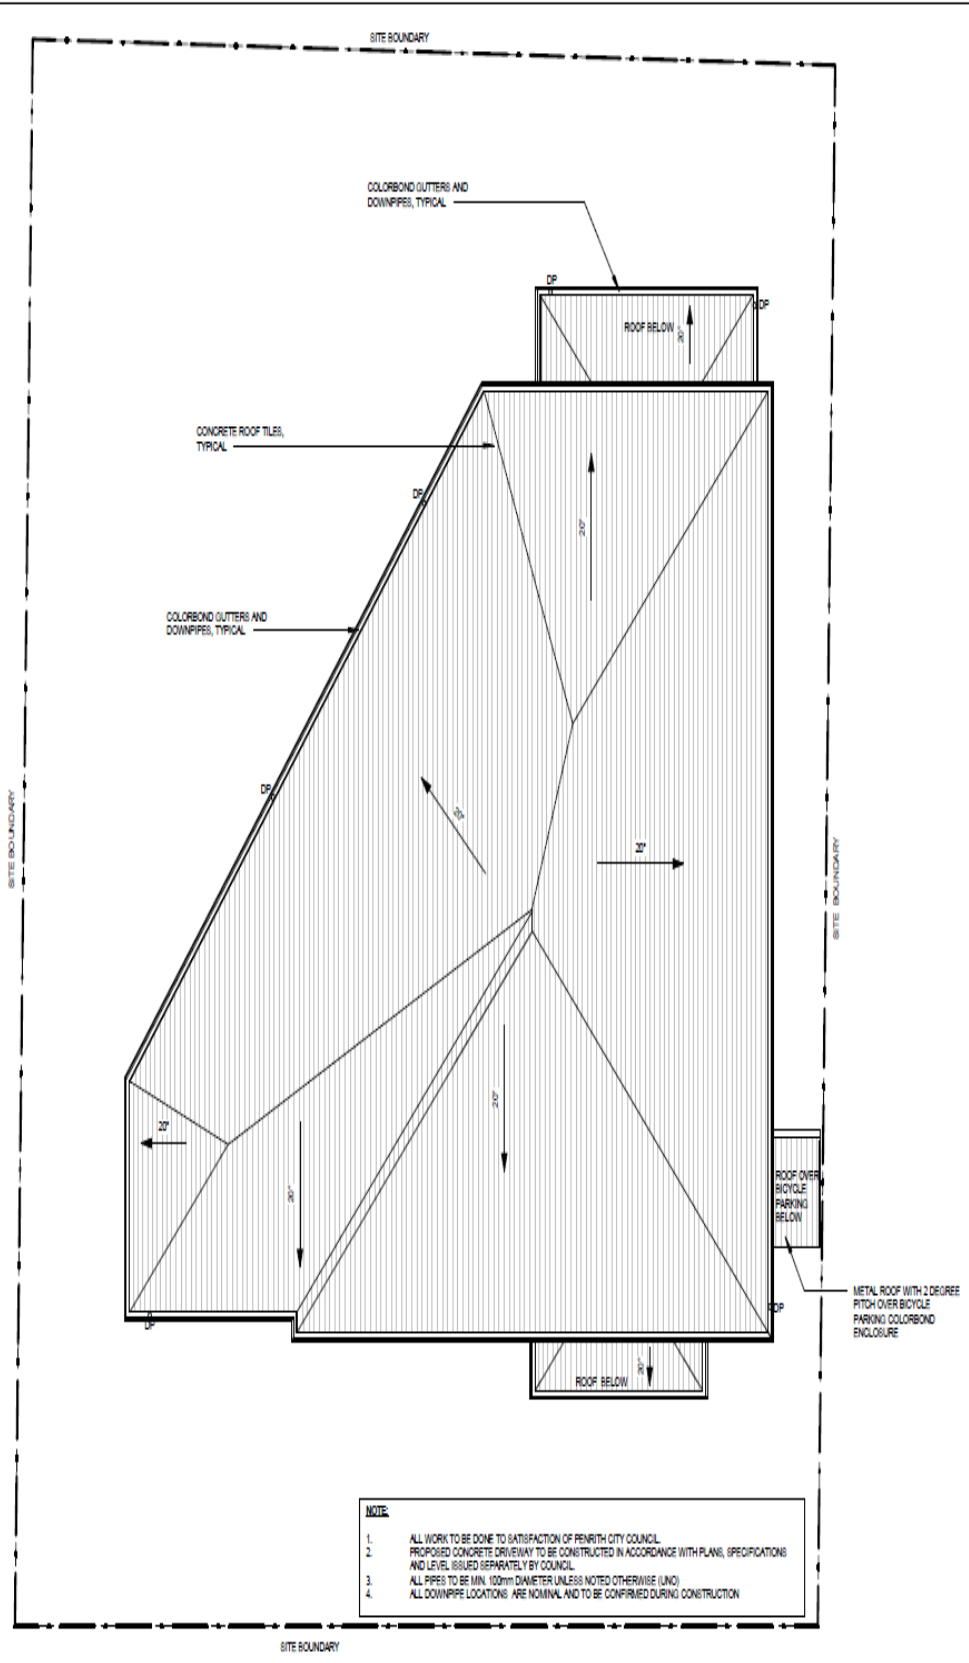 SITE BOUNDARY
COLORBOND GUTTERS AND
DOWNPIPES, TYPICAL
DP
DP
ROOF BELOW
20°
CONCRETE ROOF TILES,
TYPICAL
DP
20°
COLORBOND GUTTERS AND
DOWNPIPES, TYPICAL
DP
SITE BOUNDARY
20°
20°
SITE BOUNDARY
20°
20°
20°
ROOF OVER
BICYCLE
PARKING
BELOW
METAL ROOF WITH 2 DEGREE
PITCH OVER BICYCLE
PARKING COLORBOND
ENCLOSURE
DP
DP
20°
ROOF BELOW
NOTE:
1. ALL WORK TO BE DONE TO SATISFACTION OF PENRITH CITY COUNCIL.
2. PROPOSED CONCRETE DRIVEWAY TO BE CONSTRUCTED IN ACCORDANCE WITH PLANS, SPECIFICATIONS
AND LEVEL ISSUED SEPARATELY BY COUNCIL.
3. ALL PIPES TO BE MIN. 100mm DIAMETER UNLESS NOTED OTHERWISE (UNO)
4. ALL DOWNPIPE LOCATIONS ARE NOMINAL AND TO BE CONFIRMED DURING CONSTRUCTION
SITE BOUNDARY